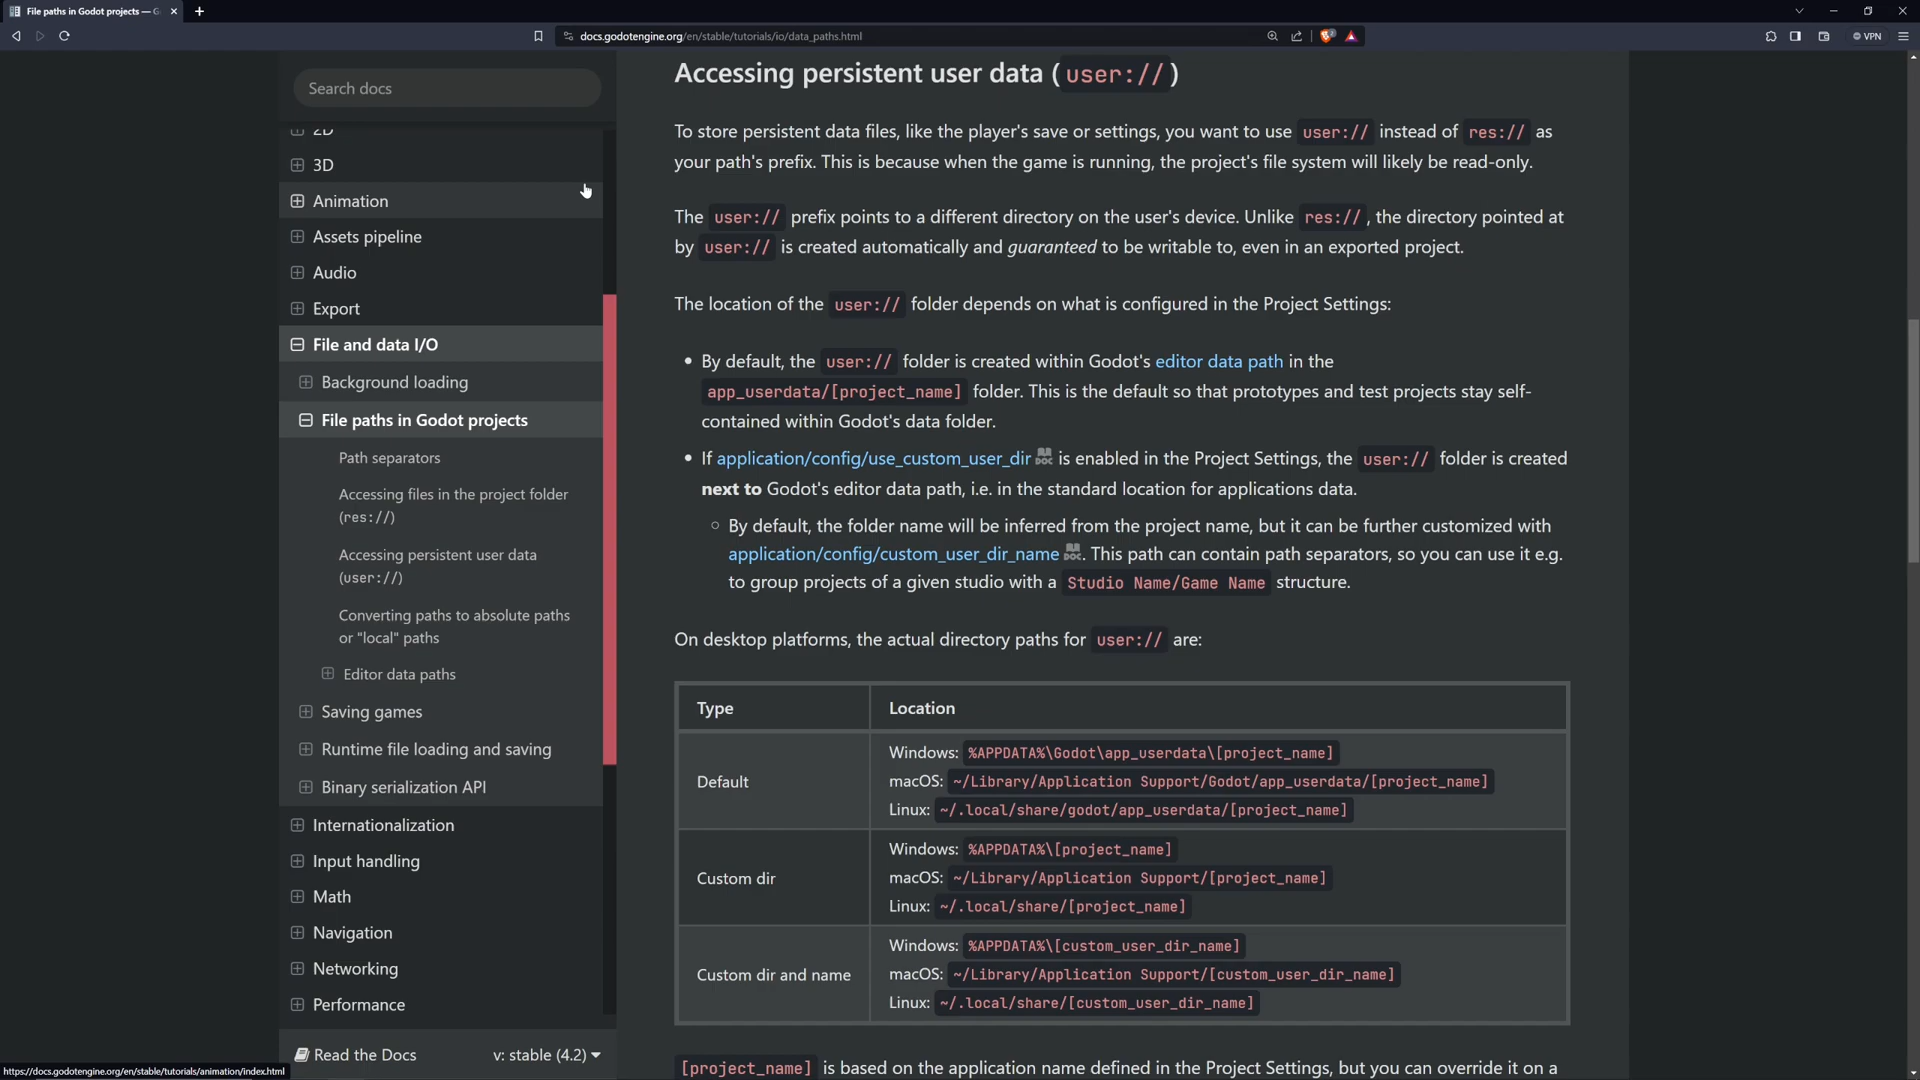 File paths in Godot projects — G
docs.godotengine.org/en/stable/tutorials/io/data_paths.html
2
VPN
Search docs
2D
3D
Animation
Assets pipeline
Audio
Export
File and data I/O
Background loading
File paths in Godot projects
Path separators
Accessing files in the project folder
(res://)
Accessing persistent user data
(user://)
Converting paths to absolute paths
or “local” paths
Editor data paths
Saving games
Runtime file loading and saving
Binary serialization API
Internationalization
Input handling
Math
Navigation
Networking
Performance
Read the Docs
v: stable (4.2)
https://docs.godotengine.org/en/stable/tutorials/animation/index.html
Accessing persistent user data (user://)
To store persistent data files, like the player's save or settings, you want to use user:// instead of res:// as
your path's prefix. This is because when the game is running, the project's file system will likely be read-only.
The user:// prefix points to a different directory on the user's device. Unlike res://, the directory pointed at
by user:// is created automatically and guaranteed to be writable to, even in an exported project.
The location of the user:// folder depends on what is configured in the Project Settings:
• By default, the user:// folder is created within Godot's editor data path in the
app_userdata/[project_name] folder. This is the default so that prototypes and test projects stay self-
contained within Godot's data folder.
• If application/config/use_custom_user_dir DOC is enabled in the Project Settings, the user:// folder is created
next to Godot's editor data path, i.e. in the standard location for applications data.
○ By default, the folder name will be inferred from the project name, but it can be further customized with
application/config/custom_user_dir_name DOC. This path can contain path separators, so you can use it e.g.
to group projects of a given studio with a Studio Name/Game Name structure.
On desktop platforms, the actual directory paths for user:// are:
Type Location
Default
Windows: %APPDATA%\Godot\app_userdata\[project_name]
macOS: ~/Library/Application Support/Godot/app_userdata/[project_name]
Linux: ~/.local/share/godot/app_userdata/[project_name]
Custom dir
Windows: %APPDATA%\[project_name]
macOS: ~/Library/Application Support/[project_name]
Linux: ~/.local/share/[project_name]
Custom dir and name
Windows: %APPDATA%\[custom_user_dir_name]
macOS: ~/Library/Application Support/[custom_user_dir_name]
Linux: ~/.local/share/[custom_user_dir_name]
[project_name] is based on the application name defined in the Project Settings, but you can override it on a